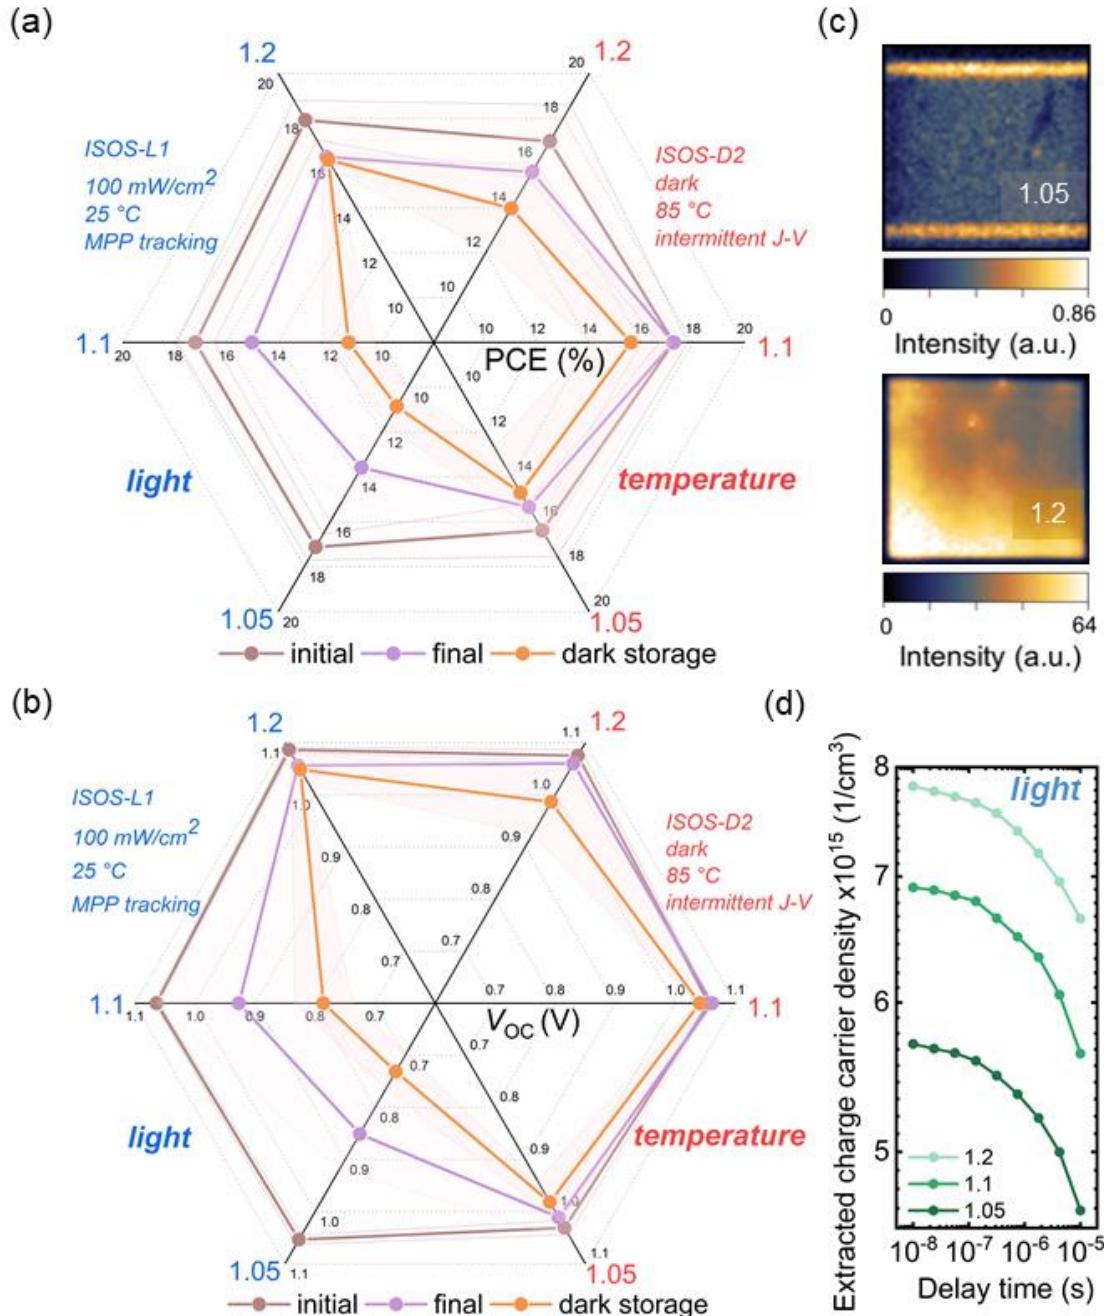 (a)
1.2
1.2
20
20
18
18
16
16
14
14
12
12
10
10
ISOS-L1
100 mW/cm²
25 °C
MPP tracking
ISOS-D2
dark
85 °C
intermittent J-V
1.1
20 18 16 14 12 10
PCE (%)
10 12 14 16 18 20
1.1
10
10
12
12
14
14
16
16
18
18
20
20
light
temperature
1.05
1.05
initial final dark storage
(c)
1.05
0 0.86
Intensity (a.u.)
1.2
0 64
Intensity (a.u.)
(b)
1.2
1.2
1.1
1.1
1.0
1.0
0.9
0.9
0.8
0.8
0.7
0.7
ISOS-L1
100 mW/cm²
25 °C
MPP tracking
ISOS-D2
dark
85 °C
intermittent J-V
1.1
1.1 1.0 0.9 0.8 0.7
V_OC (V)
0.7 0.8 0.9 1.0 1.1
1.1
0.7
0.7
0.8
0.8
0.9
0.9
1.0
1.0
1.1
1.1
light
temperature
1.05
1.05
initial final dark storage
(d)
Extracted charge carrier density x10¹⁵ (1/cm³)
8
7
6
5
light
1.2
1.1
1.05
10⁻⁸ 10⁻⁷ 10⁻⁶ 10⁻⁵
Delay time (s)